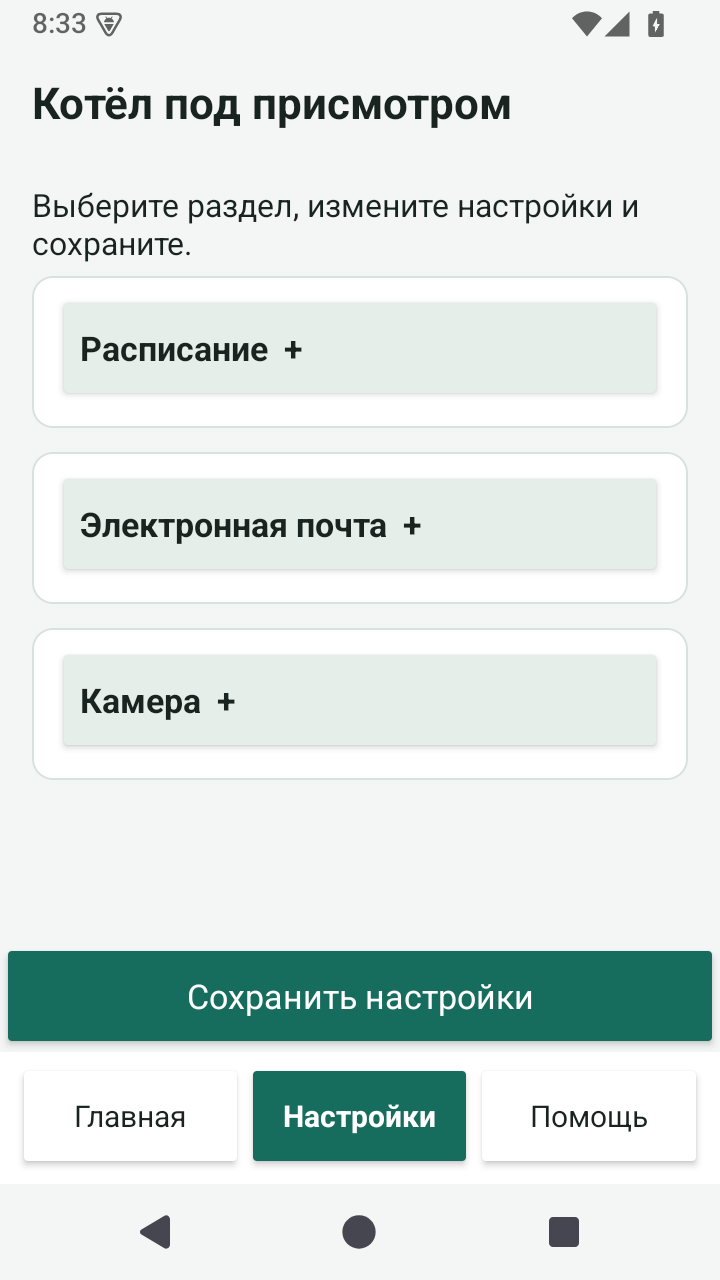 8:33
Котёл под присмотром
Выберите раздел, измените настройки и
сохраните.
Расписание +
Электронная почта +
Камера +
Сохранить настройки
Главная
Настройки
Помощь